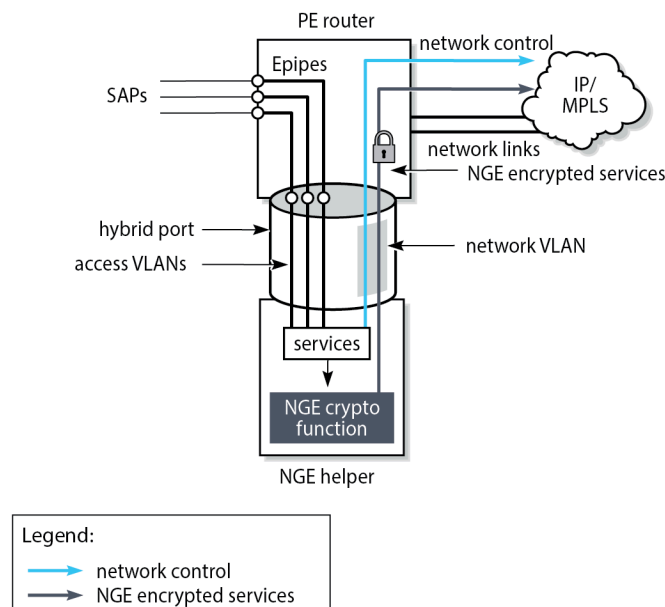 PE router
network control
Epipes
SAPs
IP/
MPLS
network links
NGE encrypted services
hybrid port
access VLANs
network VLAN
services
NGE crypto
function
NGE helper
Legend:
network control
NGE encrypted services